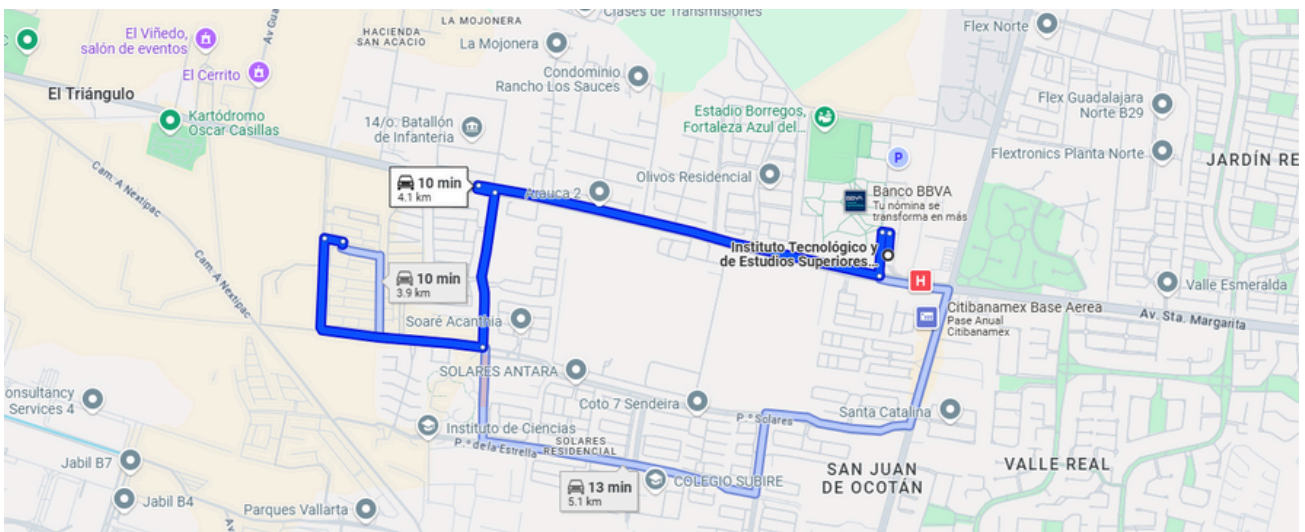 Clases de Transmisiones
LA MOJONERA
El Viñedo,
salón de eventos
Av Gua
HACIENDA
SAN ACACIO
La Mojonera
Flex Norte
El Cerrito
Condominio
Rancho Los Sauces
El Triángulo
Kartódromo
Oscar Casillas
14/o. Batallón
de Infantería
Estadio Borregos,
Fortaleza Azul del...
Flex Guadalajara
Norte B29
Flextronics Planta Norte
JARDÍN RE
P
Cam. A Nextipac
10 min
4.1 km
Arauca 2
Olivos Residencial
Banco BBVA
Tu nómina se
transforma en más
BBVA
Instituto Tecnológico y
de Estudios Superiores...
Cam. A Nextipac
10 min
3.9 km
H
Valle Esmeralda
Soaré Acanthia
Citibanamex Base Aerea
Pase Anual
Citibanamex
Av. Sta. Margarita
SOLARES ANTARA
onsultancy
Services 4
Coto 7 Sendeira
P.º Solares
Santa Catalina
Instituto de Ciencias
P.º de la Estrella
SOLARES
RESIDENCIAL
Jabil B7
13 min
5.1 km
COLEGIO SUBIRE
SAN JUAN
DE OCOTÁN
VALLE REAL
Jabil B4
Parques Vallarta
Av